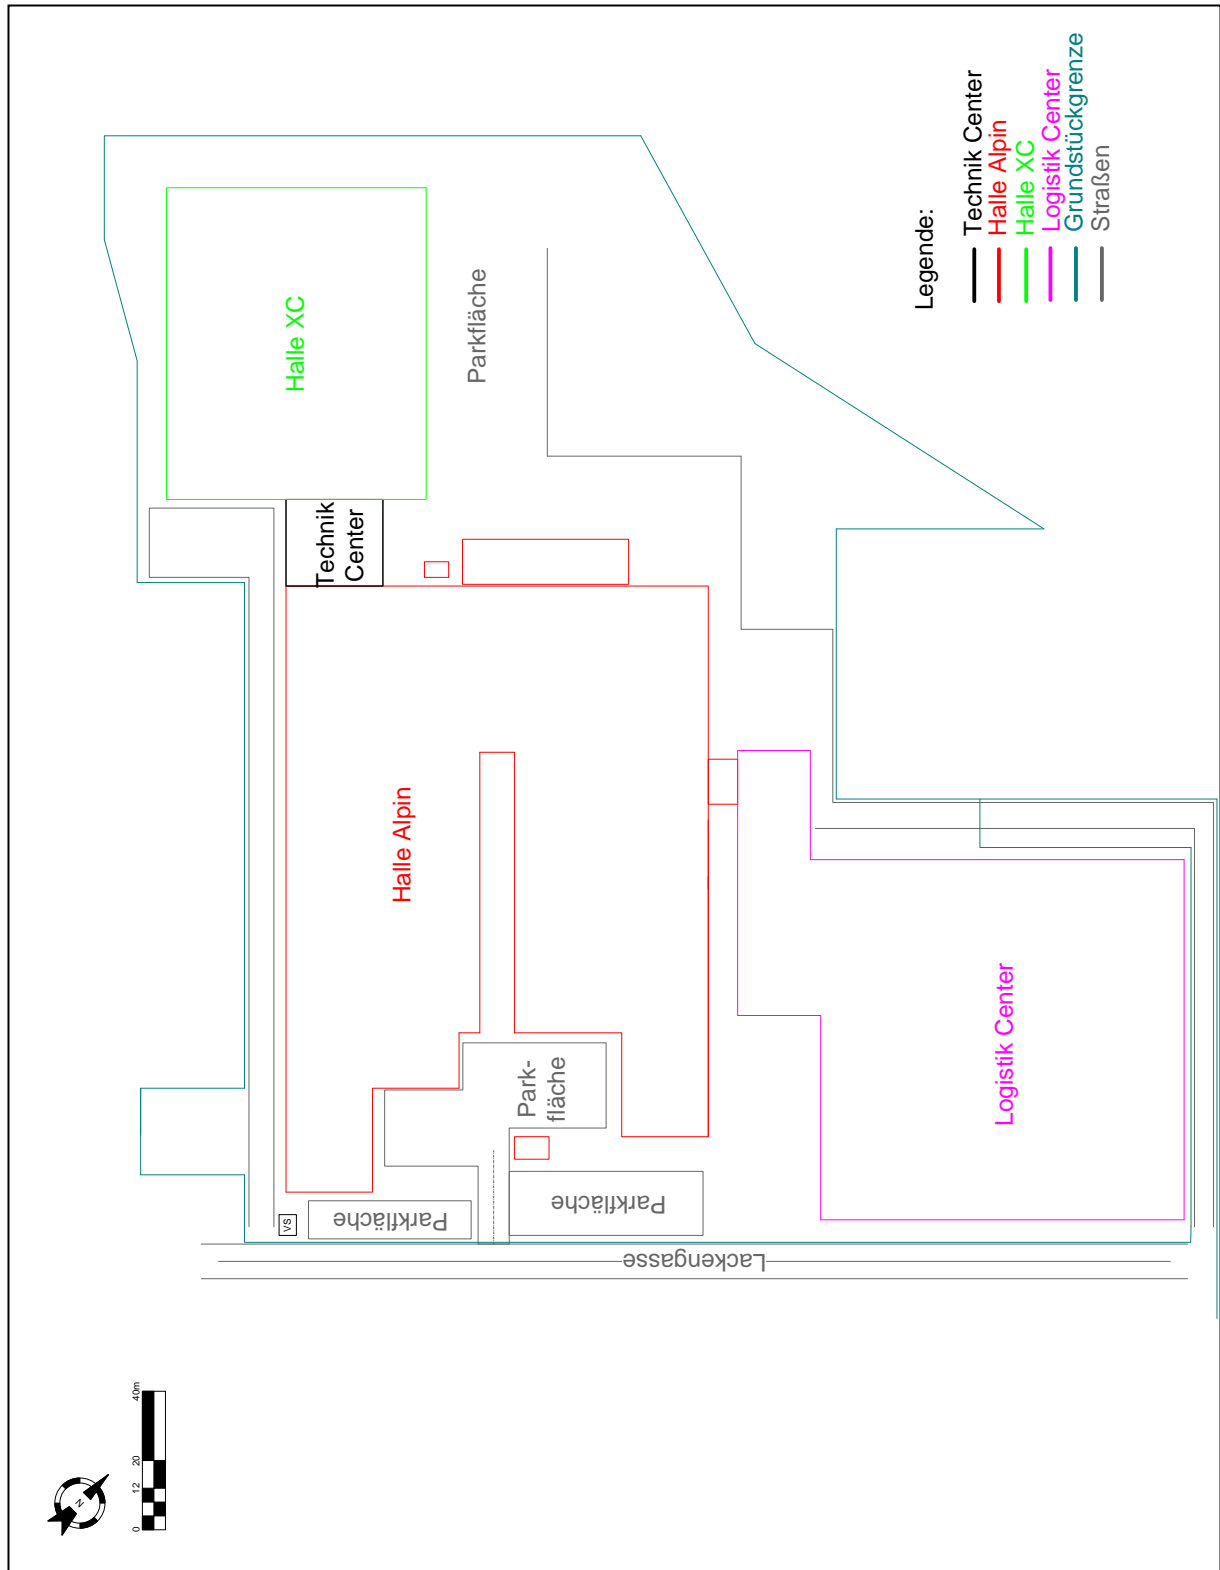 Legende:
Technik Center
Halle Alpin
Halle XC
Logistik Center
Grundstückgrenze
Straßen
Halle XC
Parkfläche
Technik
Center
Halle Alpin
Park-
fläche
Logistik Center
Parkfläche
Parkfläche
VS
Lackengasse
0 12 20 40m
N